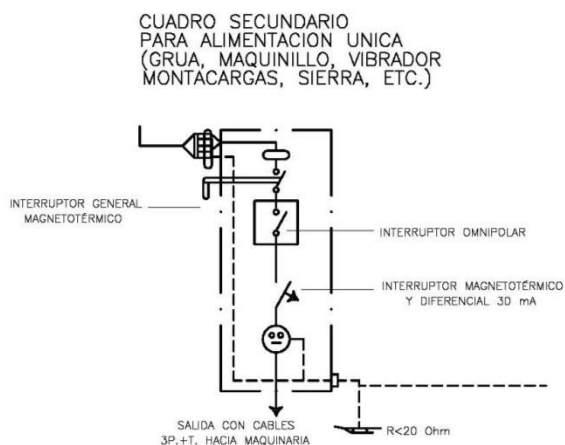 CUADRO SECUNDARIO
PARA ALIMENTACION UNICA
(GRUA, MAQUINILLO, VIBRADOR
MONTACARGAS, SIERRA, ETC.)
INTERRUPTOR GENERAL
MAGNETOTÉRMICO
INTERRUPTOR OMNIPOLAR
INTERRUPTOR MAGNETOTÉRMICO
Y DIFERENCIAL 30 mA
SALIDA CON CABLES
3P.+T. HACIA MAQUINARIA
R<20 Ohm